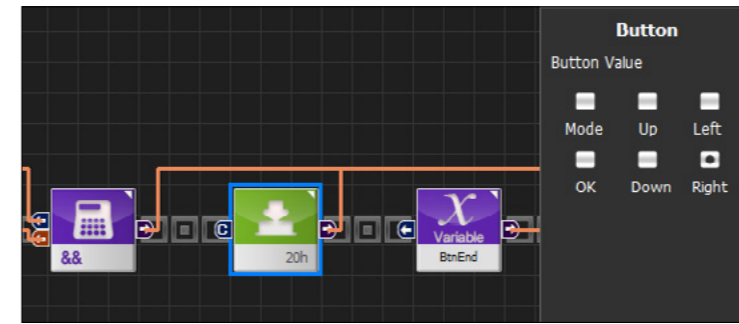 Button
Button Value
Mode Up Left
OK Down Right
C
&&
20h
Variable
BtnEnd